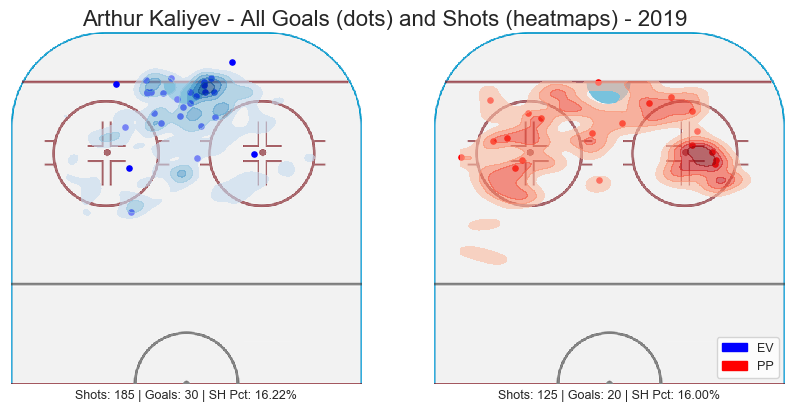 Arthur Kaliyev - All Goals (dots) and Shots (heatmaps) - 2019
EV
PP
Shots: 185 | Goals: 30 | SH Pct: 16.22%
Shots: 125 | Goals: 20 | SH Pct: 16.00%